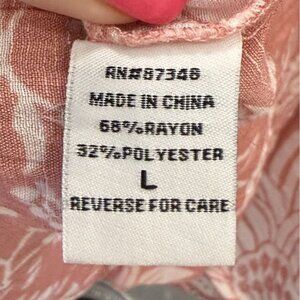 RN#87348
MADE IN CHINA
68%RAYON
32%POLYESTER
L
REVERSE FOR CARE